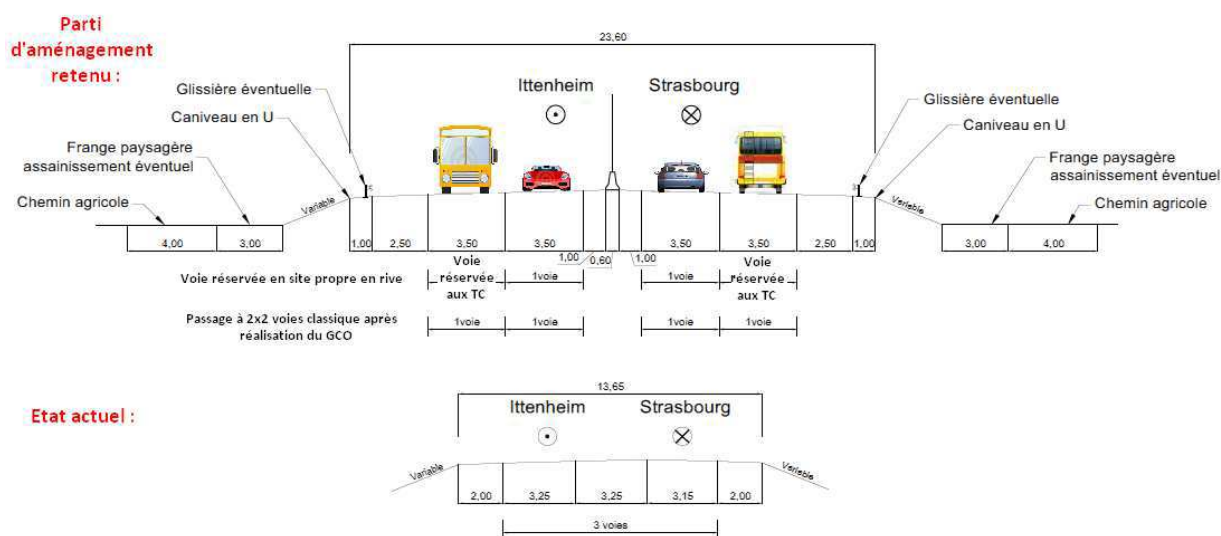 Parti
d'aménagement
retenu :
23,60
Ittenheim
Strasbourg
Glissière éventuelle
Caniveau en U
Frange paysagère
assainissement éventuel
Chemin agricole
Glissière éventuelle
Caniveau en U
Frange paysagère
assainissement éventuel
Chemin agricole
Variable
Variable
4,00
3,00
1,00
2,50
3,50
3,50
1,00
0,60
1,00
3,50
3,50
2,50
1,00
3,00
4,00
Voie réservée en site propre en rive
Voie
réservée
aux TC
1voie
1voie
Voie
réservée
aux TC
Passage à 2x2 voies classique après
réalisation du GCO
1voie
1voie
1voie
1voie
Etat actuel :
13,65
Ittenheim
Strasbourg
Variable
Variable
2,00
3,25
3,25
3,15
2,00
3 voies